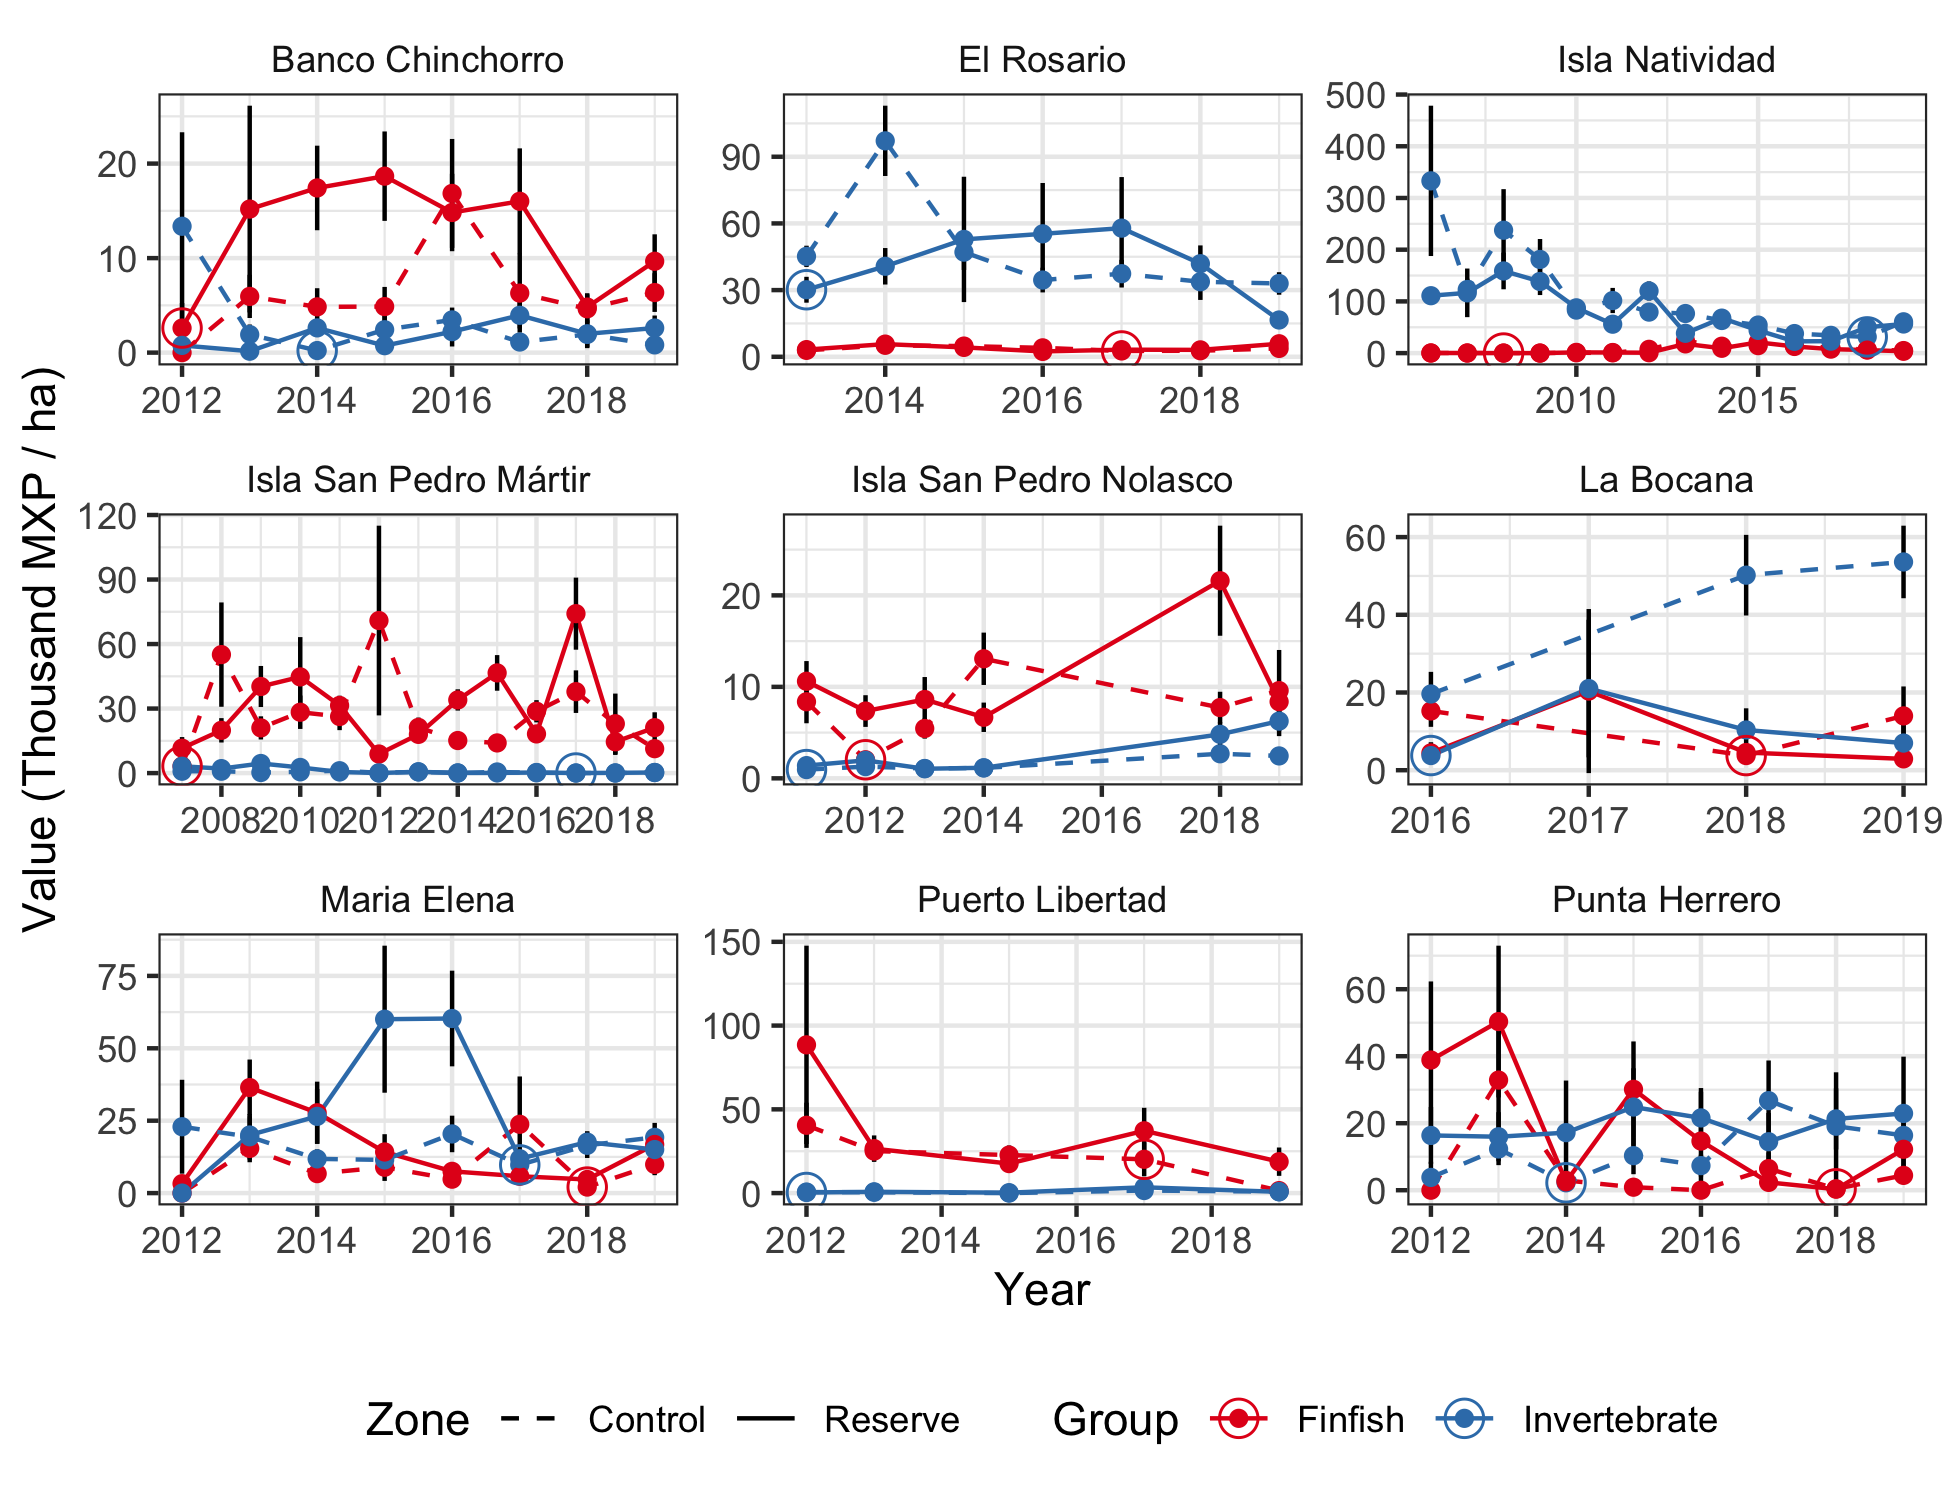 Banco Chinchorro
El Rosario
Isla Natividad
20
10
0
2012 2014 2016 2018
90
60
30
0
2014 2016 2018
500
400
300
200
100
0
2010 2015
Isla San Pedro Mártir
Isla San Pedro Nolasco
La Bocana
120
90
60
30
0
2008 2010 2012 2014 2016 2018
20
10
0
2012 2014 2016 2018
60
40
20
0
2016 2017 2018 2019
Maria Elena
Puerto Libertad
Punta Herrero
75
50
25
0
2012 2014 2016 2018
150
100
50
0
2012 2014 2016 2018
60
40
20
0
2012 2014 2016 2018
Value (Thousand MXP / ha)
Year
Zone Control Reserve Group Finfish Invertebrate